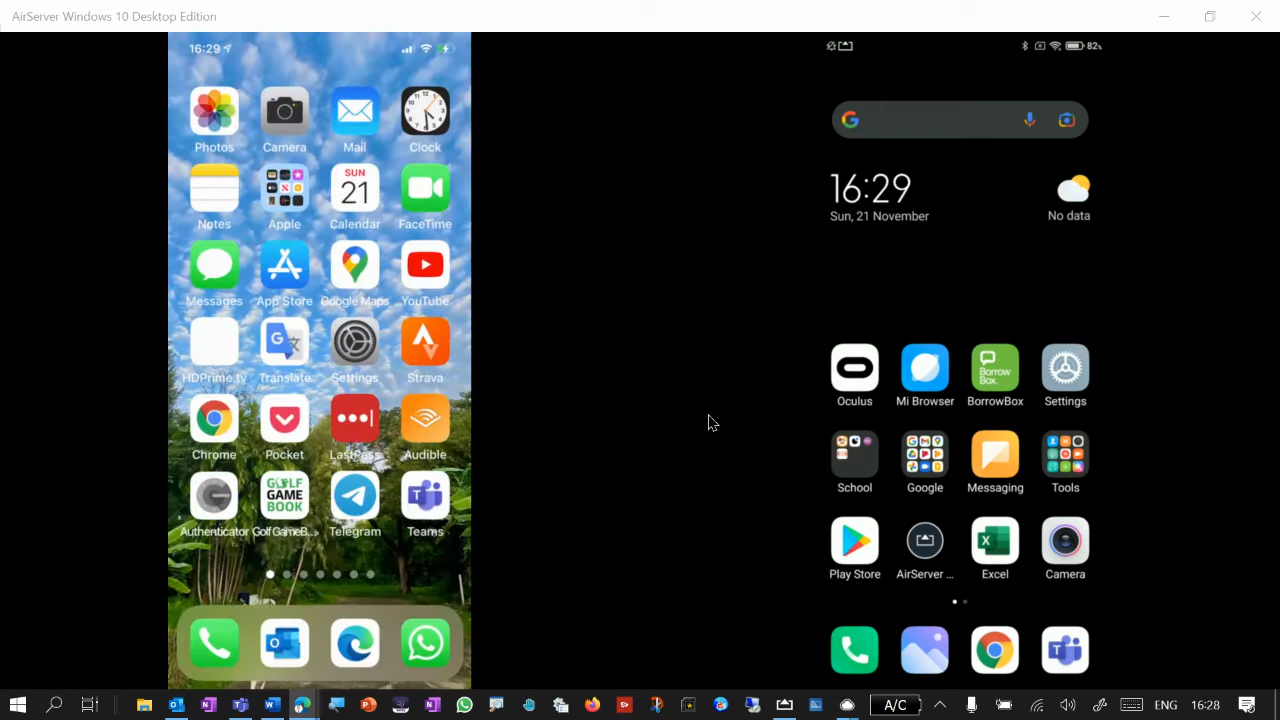 AirServer Windows 10 Desktop Edition
16:29
Photos Camera Mail Clock
SUN
21
Notes Apple Calendar FaceTime
Messages App Store Google Maps YouTube
HDPrime.tv Translate Settings Strava
Chrome Pocket LastPass Audible
GOLF
GAME
BOOK
Authenticator GolfGameB... Telegram Teams
82%
16:29
Sun, 21 November
No data
Borrow
Box.
Oculus Mi Browser BorrowBox Settings
School Google Messaging Tools
Play Store AirServer ... Excel Camera
A/C
ENG
16:28